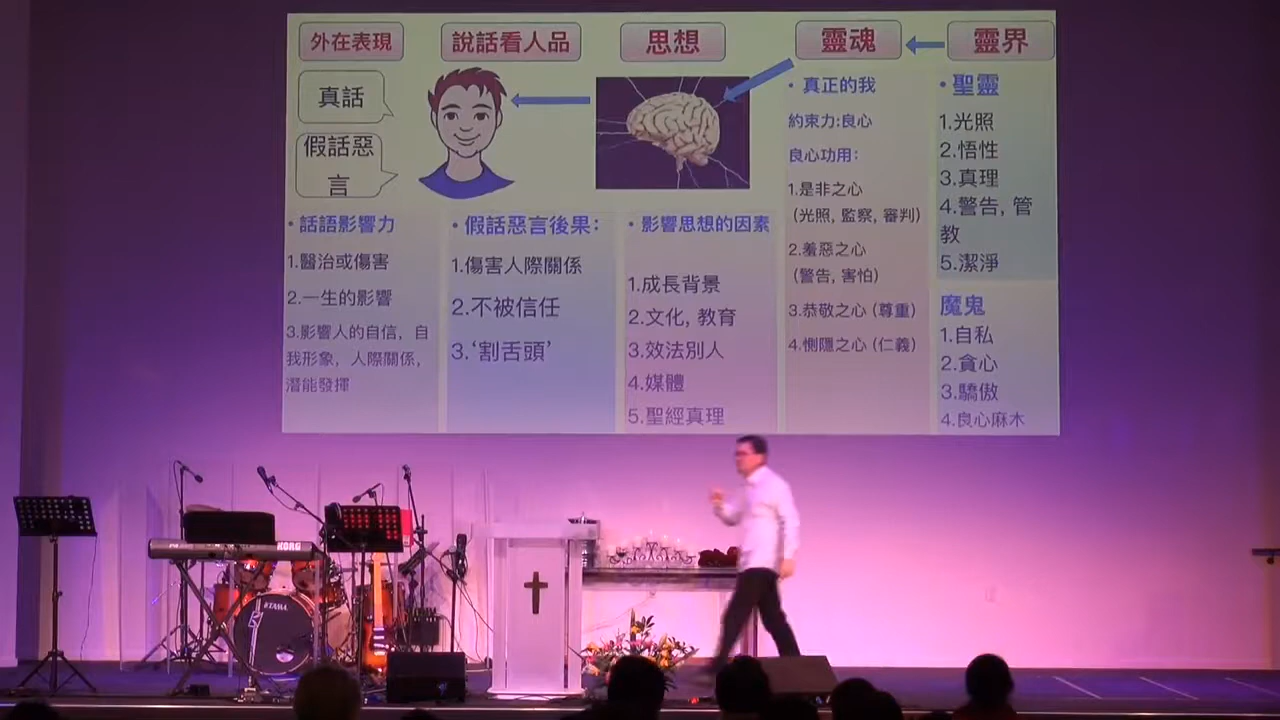 外在表現
真話
假話惡
言
• 話語影響力
1.醫治或傷害
2.一生的影響
3.影響人的自信, 自
我形象, 人際關係,
潛能發揮
說話看人品
• 假話惡言後果:
1.傷害人際關係
2.不被信任
3.‘割舌頭’
思想
• 影響思想的因素
1.成長背景
2.文化, 教育
3.效法別人
4.媒體
5.聖經真理
靈魂
• 真正的我
約束力:良心
良心功用:
1.是非之心
(光照, 監察, 審判)
2.羞惡之心
(警告, 害怕)
3.恭敬之心 (尊重)
4.惻隱之心 (仁義)
靈界
• 聖靈
1.光照
2.悟性
3.真理
4.警告, 管
教
5.潔淨
魔鬼
1.自私
2.貪心
3.驕傲
4.良心麻木
KORG
TAMA